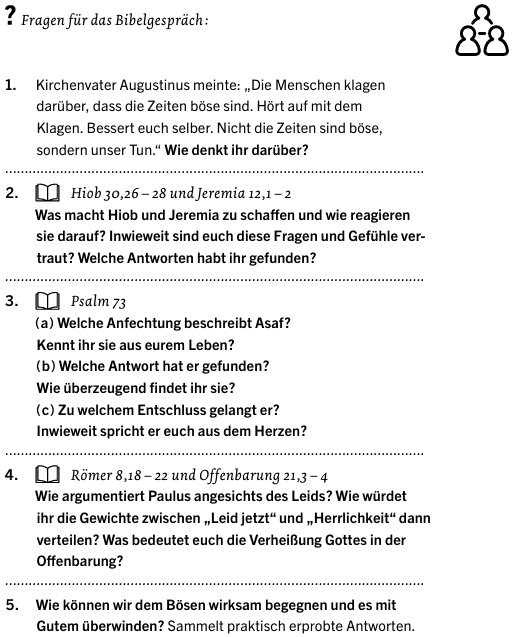 ? Fragen für das Bibelgespräch:
1. Kirchenvater Augustinus meinte: „Die Menschen klagen
darüber, dass die Zeiten böse sind. Hört auf mit dem
Klagen. Bessert euch selber. Nicht die Zeiten sind böse,
sondern unser Tun.“ Wie denkt ihr darüber?
2. Hiob 30,26 – 28 und Jeremia 12,1 – 2
Was macht Hiob und Jeremia zu schaffen und wie reagieren
sie darauf? Inwieweit sind euch diese Fragen und Gefühle ver-
traut? Welche Antworten habt ihr gefunden?
3. Psalm 73
(a) Welche Anfechtung beschreibt Asaf?
Kennt ihr sie aus eurem Leben?
(b) Welche Antwort hat er gefunden?
Wie überzeugend findet ihr sie?
(c) Zu welchem Entschluss gelangt er?
Inwieweit spricht er euch aus dem Herzen?
4. Römer 8,18 – 22 und Offenbarung 21,3 – 4
Wie argumentiert Paulus angesichts des Leids? Wie würdet
ihr die Gewichte zwischen „Leid jetzt“ und „Herrlichkeit“ dann
verteilen? Was bedeutet euch die Verheißung Gottes in der
Offenbarung?
5. Wie können wir dem Bösen wirksam begegnen und es mit
Gutem überwinden? Sammelt praktisch erprobte Antworten.